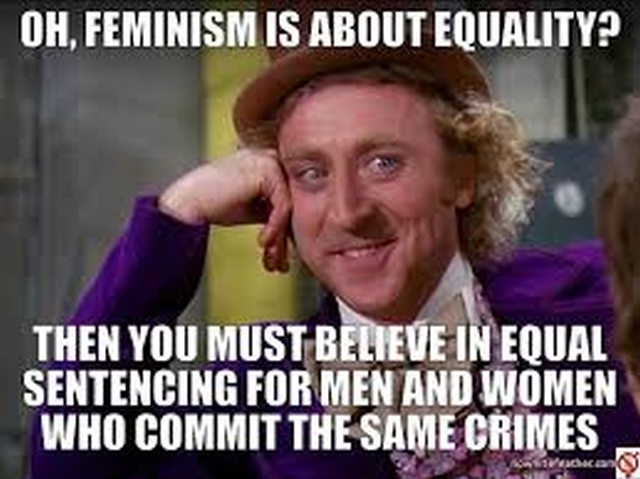 OH, FEMINISM IS ABOUT EQUALITY?
THEN YOU MUST BELIEVE IN EQUAL
SENTENCING FOR MEN AND WOMEN
WHO COMMIT THE SAME CRIMES